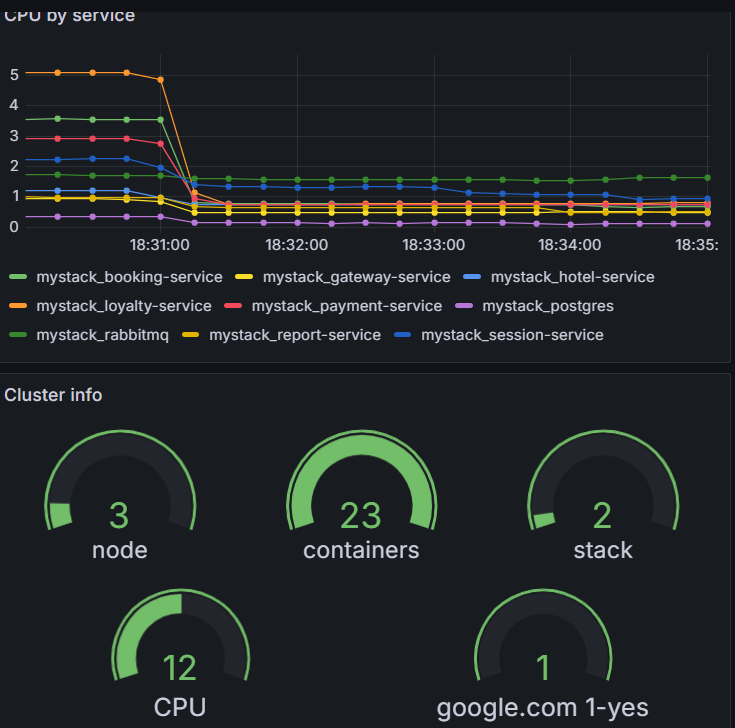 CPU by service
5
4
3
2
1
0
18:31:00 18:32:00 18:33:00 18:34:00 18:35:
mystack_booking-service mystack_gateway-service mystack_hotel-service
mystack_loyalty-service mystack_payment-service mystack_postgres
mystack_rabbitmq mystack_report-service mystack_session-service
Cluster info
3 23 2
node containers stack
12 1
CPU google.com 1-yes